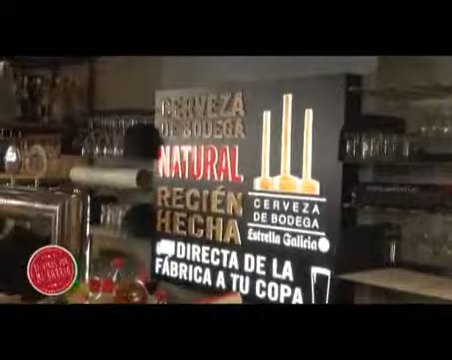 CERVEZA
DE BODEGA
NATURAL
RECIÉN
HECHA
CERVEZA
DE BODEGA
Estrella Galicia
DIRECTA DE LA
FÁBRICA A TU COPA